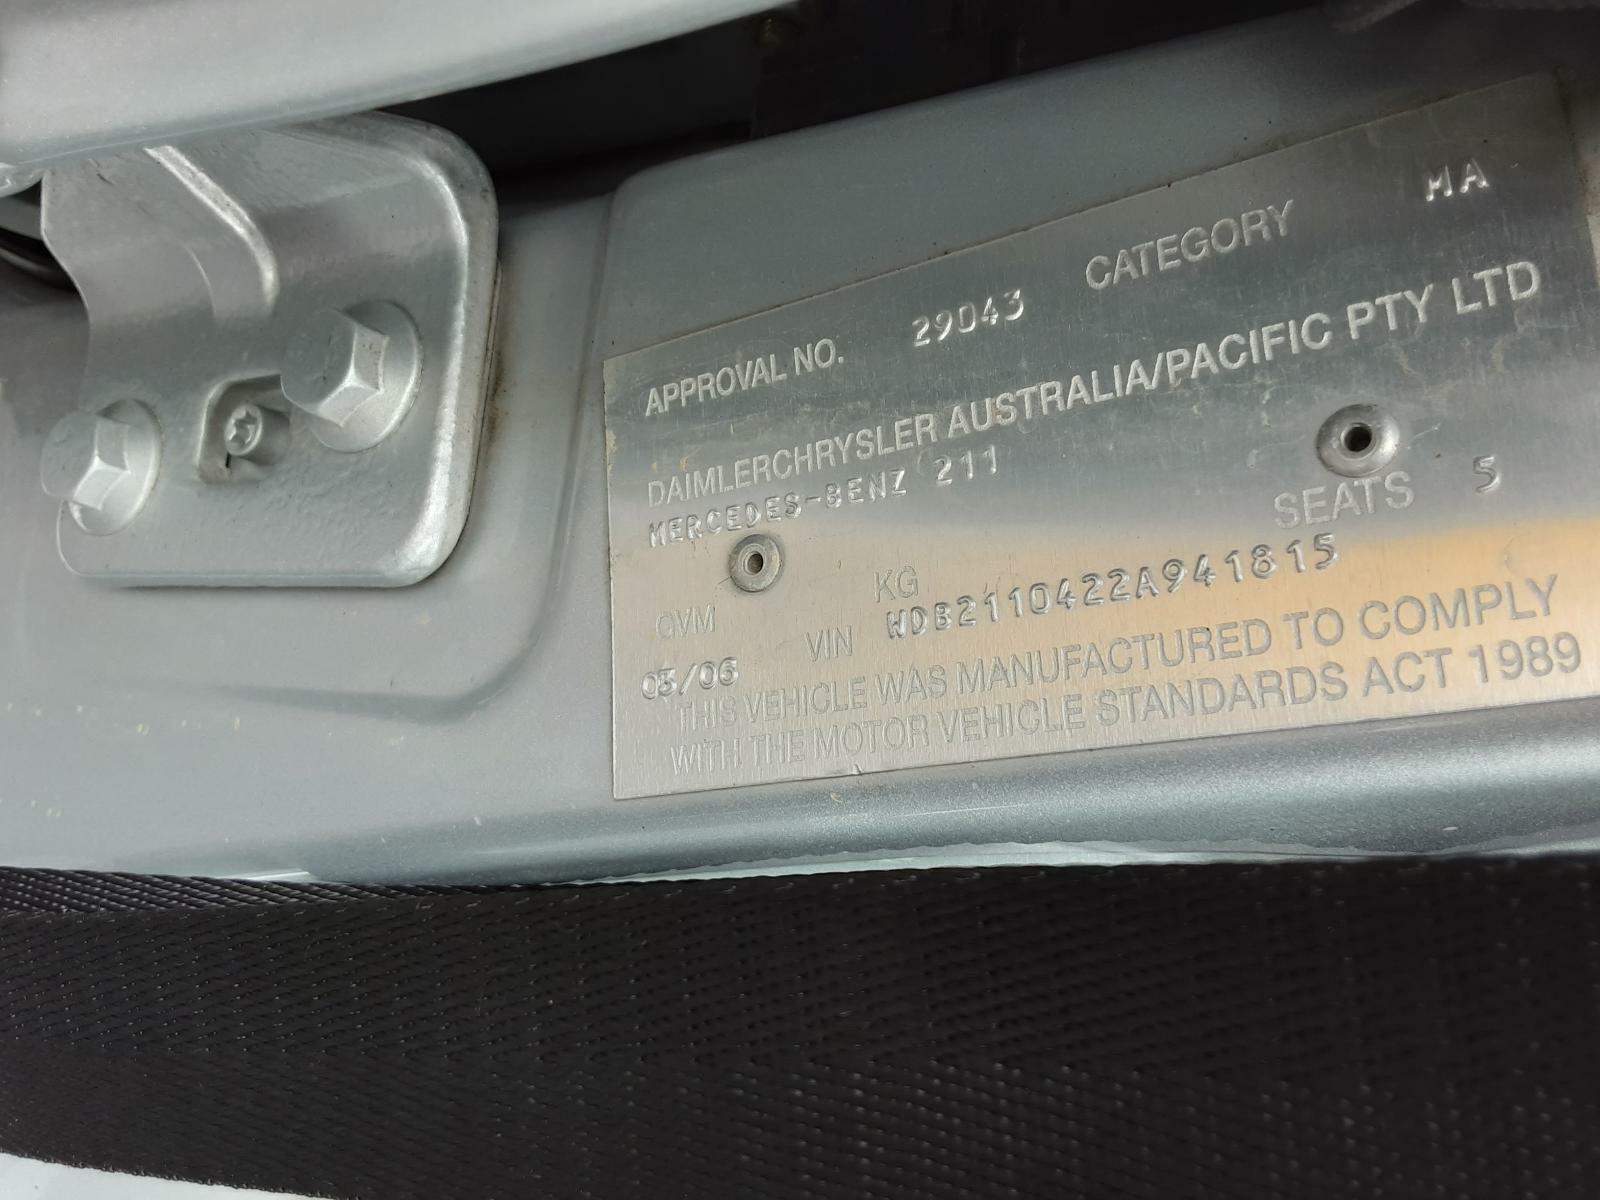 APPROVAL NO. 29043 CATEGORY MA
DAIMLERCHRYSLER AUSTRALIA/PACIFIC PTY LTD
MERCEDES-BENZ 211
SEATS 5
GVM KG
03/06 VIN WDB2110422A941815
THIS VEHICLE WAS MANUFACTURED TO COMPLY
WITH THE MOTOR VEHICLE STANDARDS ACT 1989